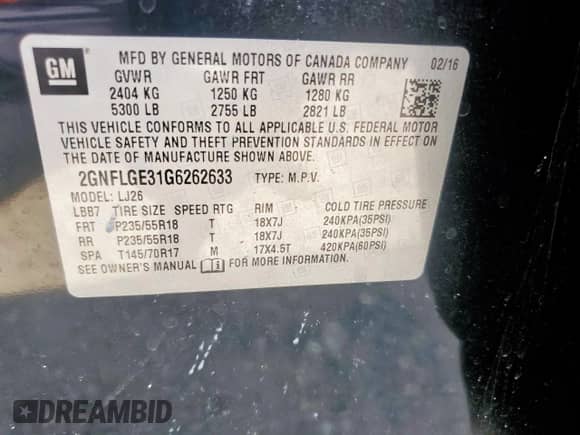 GM
MFD BY GENERAL MOTORS OF CANADA COMPANY 02/16
GVWR GAWR FRT GAWR RR
2404 KG 1250 KG 1280 KG
5300 LB 2755 LB 2821 LB
THIS VEHICLE CONFORMS TO ALL APPLICABLE U.S. FEDERAL MOTOR
VEHICLE SAFETY AND THEFT PREVENTION STANDARDS IN EFFECT ON
THE DATE OF MANUFACTURE SHOWN ABOVE.
2GNFLGE31G6262633 TYPE: M.P.V.
MODEL: LJ26
LBB7 TIRE SIZE SPEED RTG RIM COLD TIRE PRESSURE
FRT P235/55R18 T 18X7J 240KPA(35PSI)
RR P235/55R18 T 18X7J 240KPA(35PSI)
SPA T145/70R17 M 17X4.5T 420KPA(60PSI)
SEE OWNER'S MANUAL FOR MORE INFORMATION.
DREAMBID